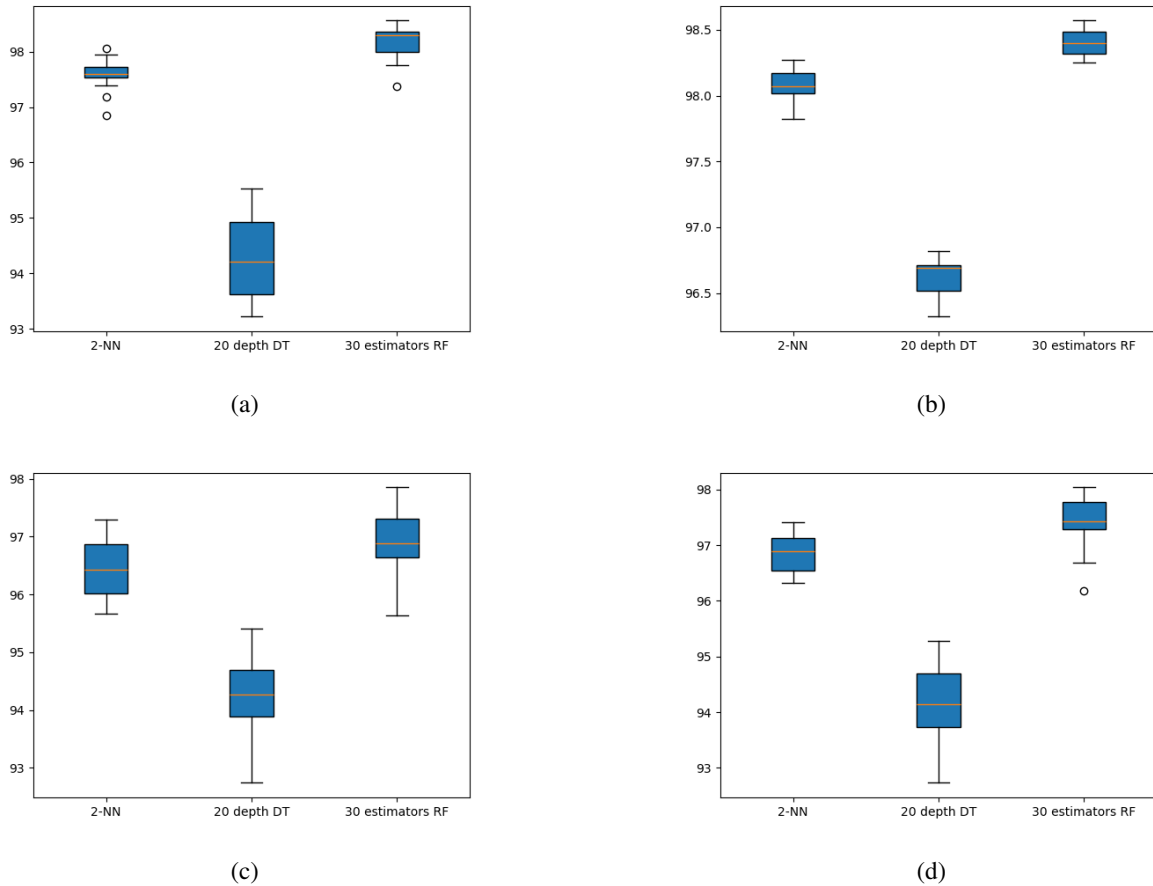 98
97
96
95
94
93
2-NN
20 depth DT
30 estimators RF
(a)
98.5
98.0
97.5
97.0
96.5
2-NN
20 depth DT
30 estimators RF
(b)
98
97
96
95
94
93
2-NN
20 depth DT
30 estimators RF
(c)
98
97
96
95
94
93
2-NN
20 depth DT
30 estimators RF
(d)